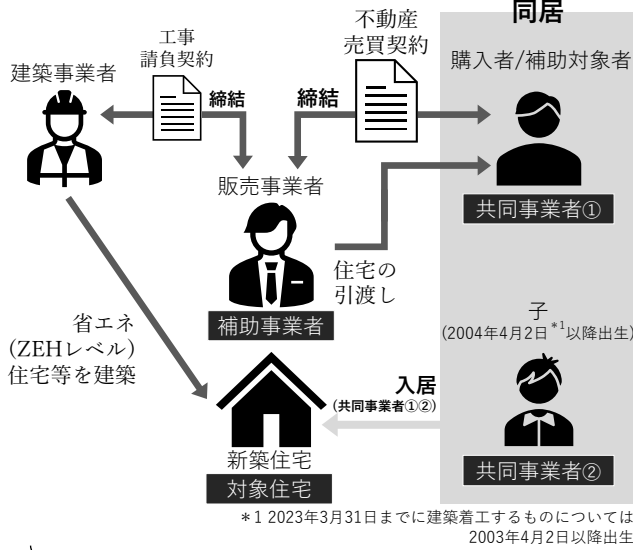 同居
不動産
売買契約
工事
請負契約
建築事業者
購入者/補助対象者
締結
締結
販売事業者
共同事業者①
住宅の
引渡し
補助事業者
子
(2004年4月2日*1以降出生)
省エネ
(ZEHレベル)
住宅等を建築
入居
(共同事業者①②)
新築住宅
対象住宅
共同事業者②
*1 2023年3月31日までに建築着工するものについては
2003年4月2日以降出生